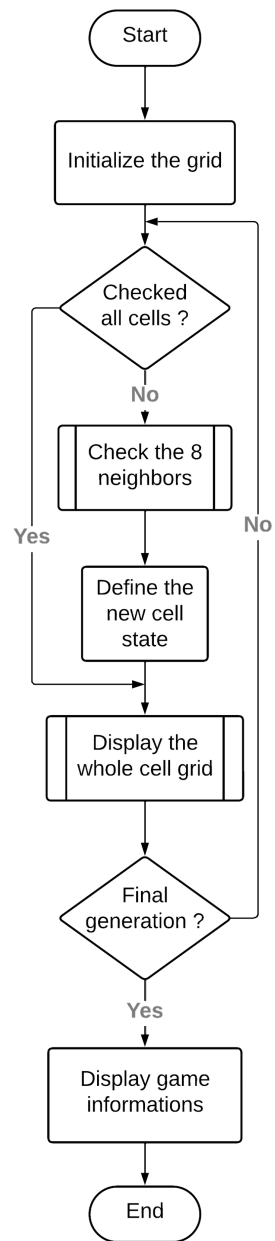 Start
Initialize the grid
Checked
all cells ?
No
Check the 8
neighbors
No
Yes
Define the
new cell
state
Display the
whole cell grid
Final
generation ?
Yes
Display game
informations
End